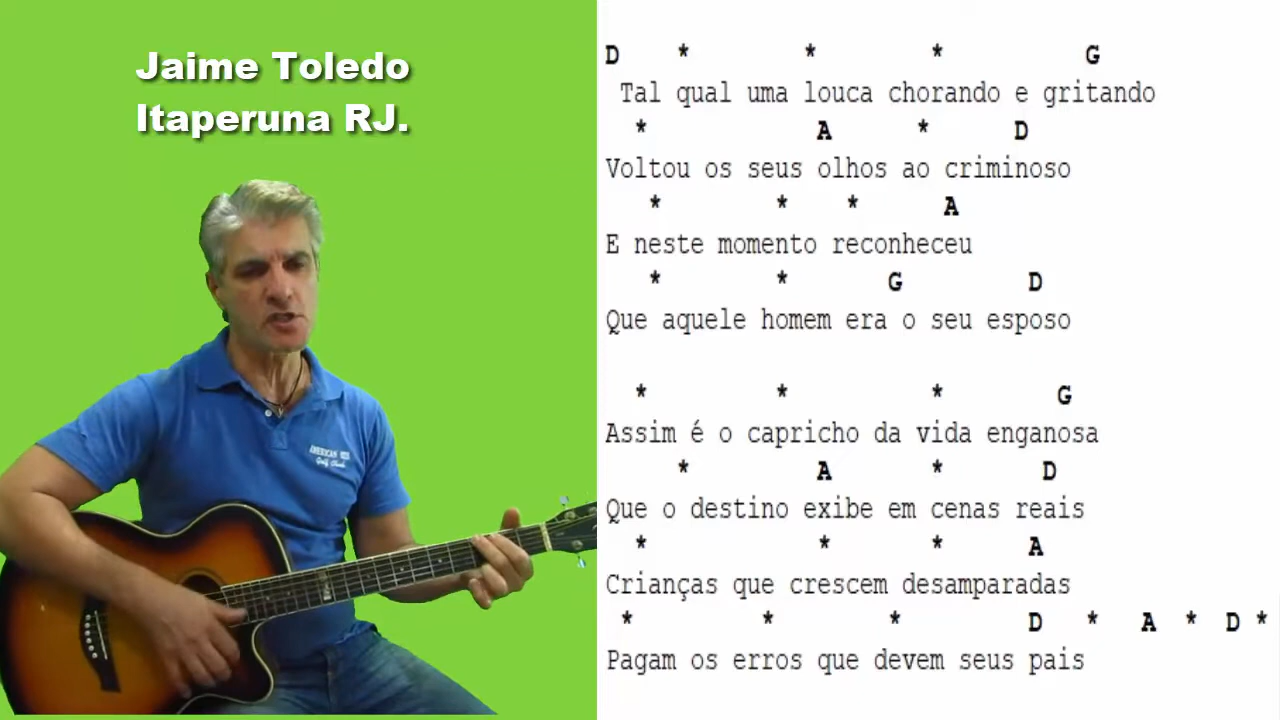 Jaime Toledo
Itaperuna RJ.
D * * * G
Tal qual uma louca chorando e gritando
* A * D
Voltou os seus olhos ao criminoso
* * * A
E neste momento reconheceu
* * G D
Que aquele homem era o seu esposo
* * * G
Assim é o capricho da vida enganosa
* A * D
Que o destino exibe em cenas reais
* * * A
Crianças que crescem desamparadas
* * * D * A * D *
Pagam os erros que devem seus pais